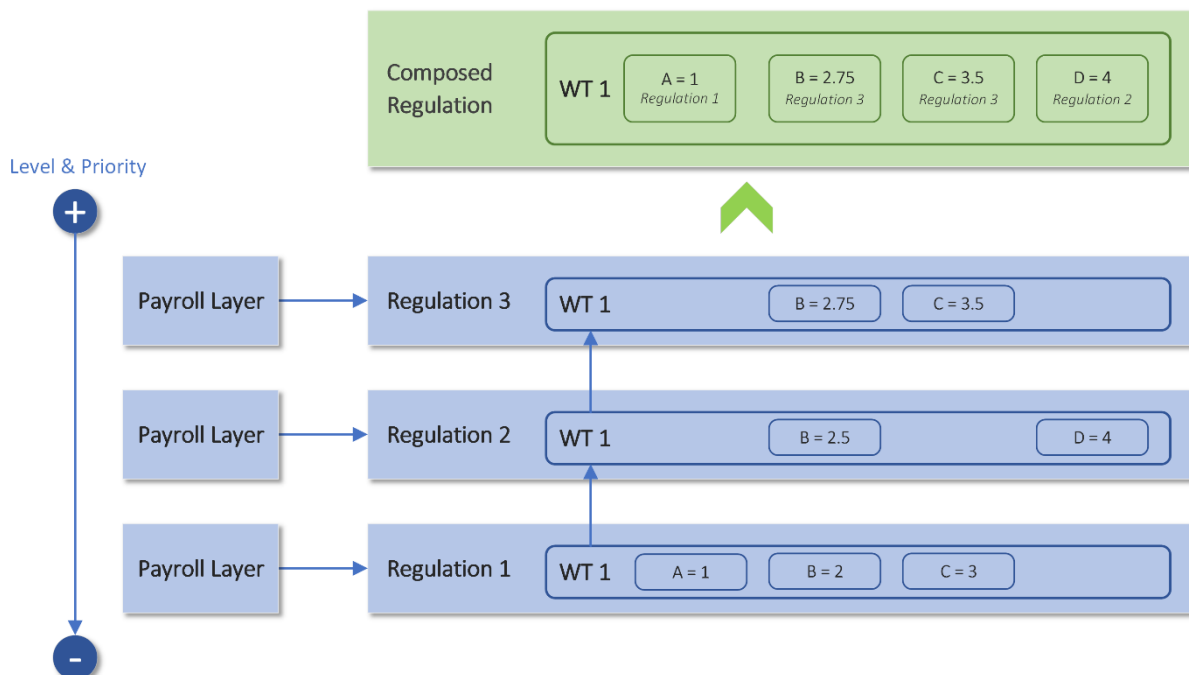 Composed
Regulation
WT 1
A = 1
Regulation 1
B = 2.75
Regulation 3
C = 3.5
Regulation 3
D = 4
Regulation 2
Level & Priority
+
Payroll Layer
Regulation 3
WT 1
B = 2.75
C = 3.5
Payroll Layer
Regulation 2
WT 1
B = 2.5
D = 4
Payroll Layer
Regulation 1
WT 1
A = 1
B = 2
C = 3
-